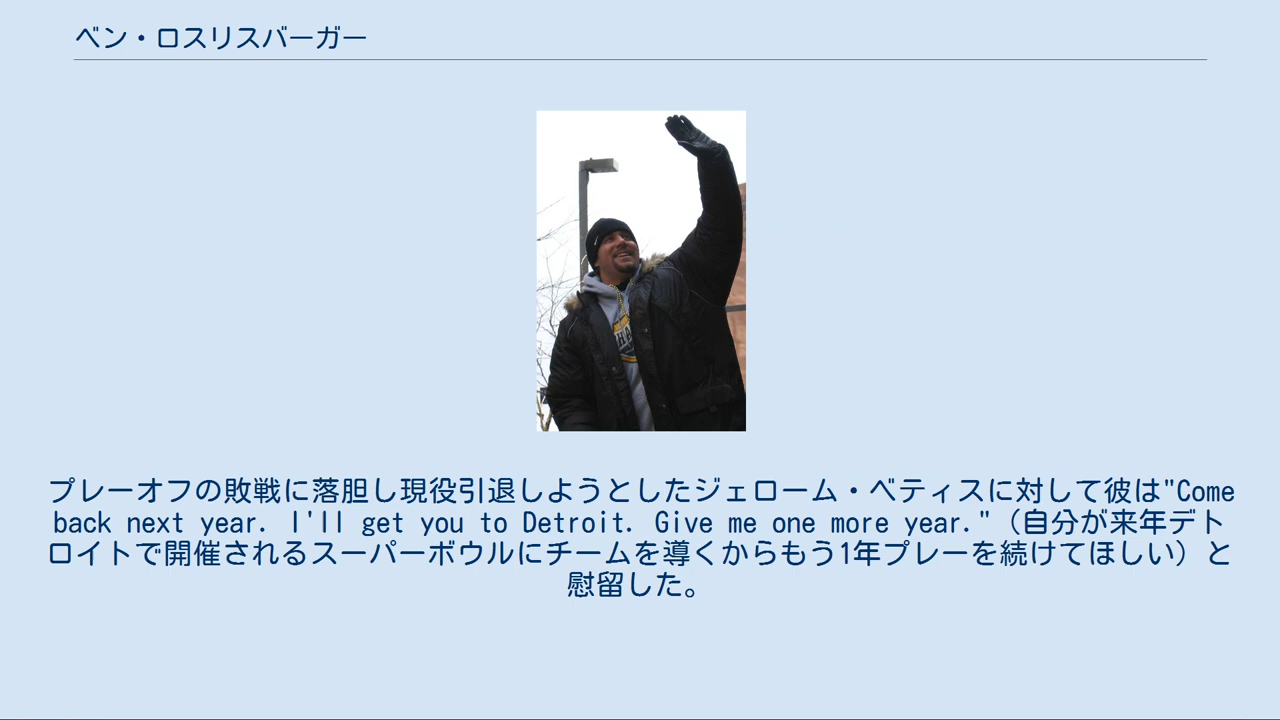 ベン・ロスリスバーガー
プレーオフの敗戦に落胆し現役引退しようとしたジェローム・ベティスに対して彼は"Come
back next year. I'll get you to Detroit. Give me one more year."（自分が来年デト
ロイトで開催されるスーパーボウルにチームを導くからもう1年プレーを続けてほしい）と
慰留した。